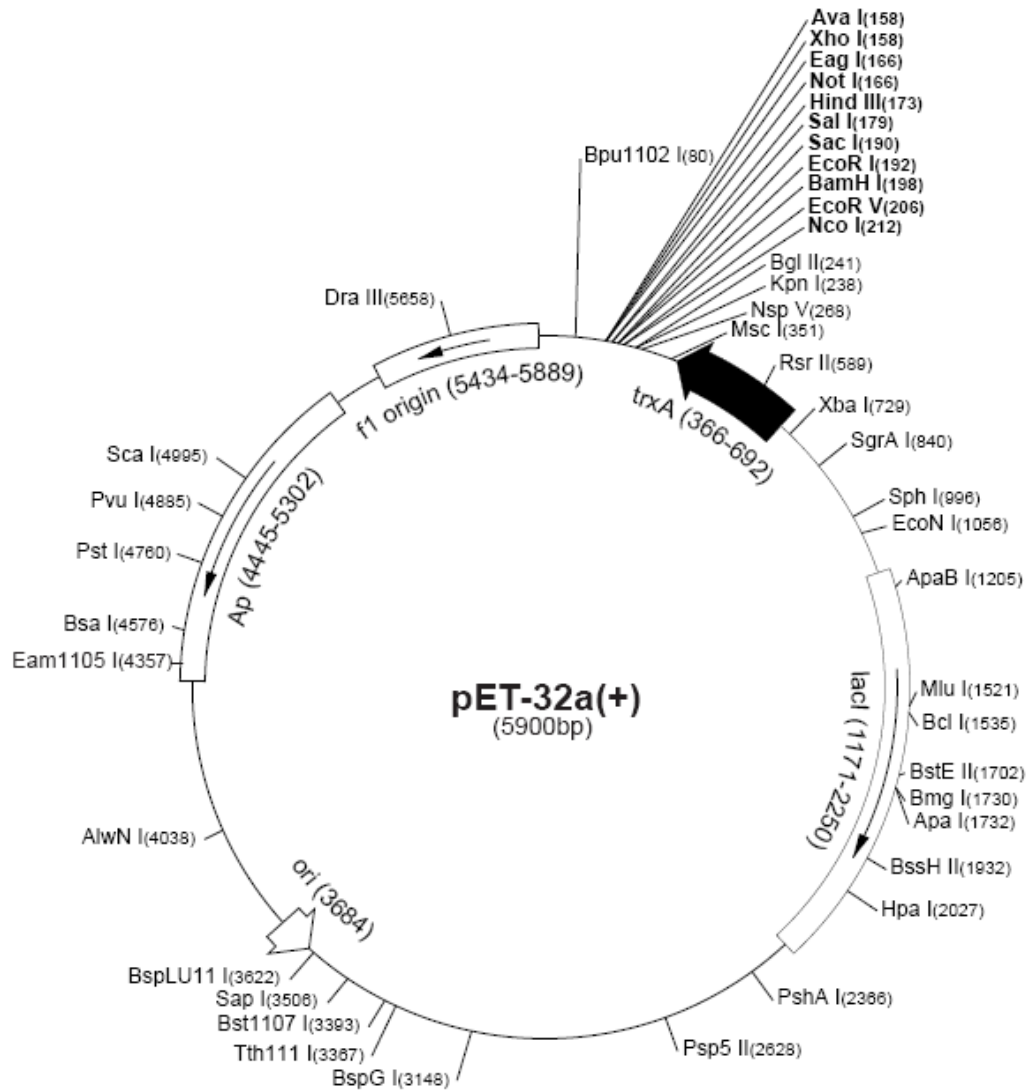 Ava I(158)
Xho I(158)
Eag I(166)
Not I(166)
Hind III(173)
Sal I(179)
Sac I(190)
EcoR I(192)
BamH I(198)
EcoR V(206)
Nco I(212)
Bpu1102 I(80)
Bgl II(241)
Kpn I(238)
Nsp V(268)
Msc I(351)
Rsr II(589)
Xba I(729)
SgrA I(840)
Sph I(996)
EcoN I(1056)
ApaB I(1205)
Mlu I(1521)
Bcl I(1535)
BstE II(1702)
Bmg I(1730)
Apa I(1732)
BssH II(1932)
Hpa I(2027)
PshA I(2366)
Psp5 II(2628)
BspG I(3148)
Tth111 I(3367)
Bst1107 I(3393)
Sap I(3506)
BspLU11 I(3622)
AlwN I(4038)
Eam1105 I(4357)
Bsa I(4576)
Pst I(4760)
Pvu I(4885)
Sca I(4995)
Dra III(5658)
f1 origin (5434-5889)
trxA (366-692)
lacI (1171-2250)
ori (3684)
Ap (4445-5302)
pET-32a(+)
(5900bp)